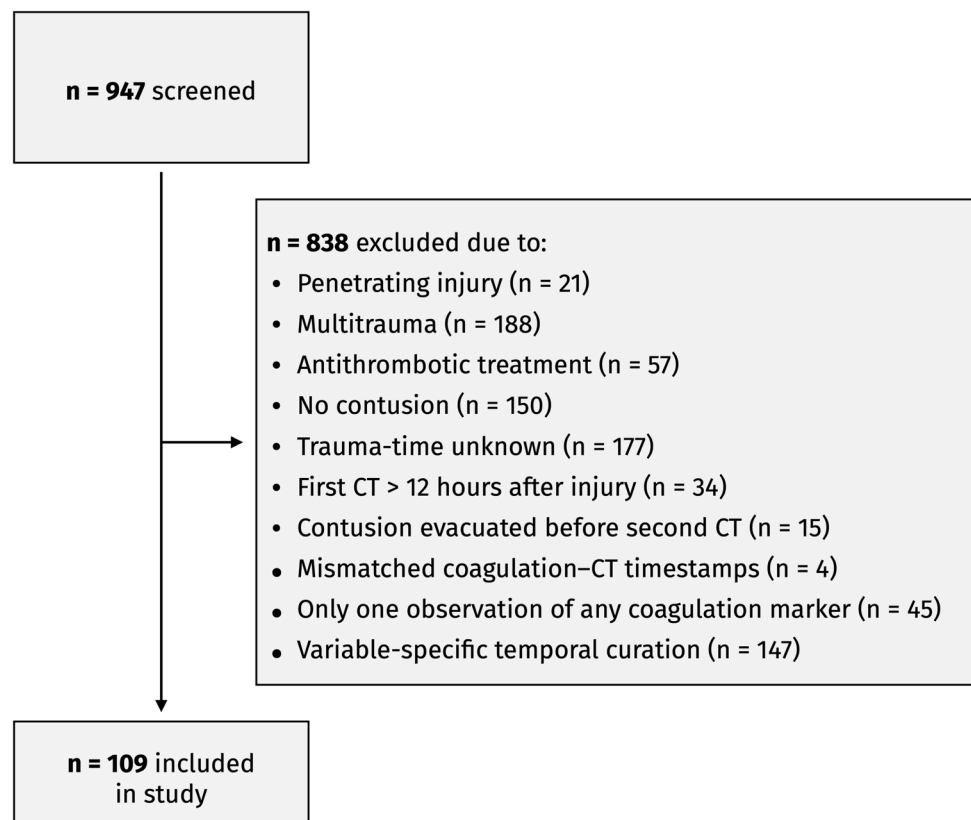 n = 947 screened
n = 838 excluded due to:
• Penetrating injury (n = 21)
• Multitrauma (n = 188)
• Antithrombotic treatment (n = 57)
• No contusion (n = 150)
• Trauma-time unknown (n = 177)
• First CT > 12 hours after injury (n = 34)
• Contusion evacuated before second CT (n = 15)
• Mismatched coagulation–CT timestamps (n = 4)
• Only one observation of any coagulation marker (n = 45)
• Variable-specific temporal curation (n = 147)
n = 109 included
in study